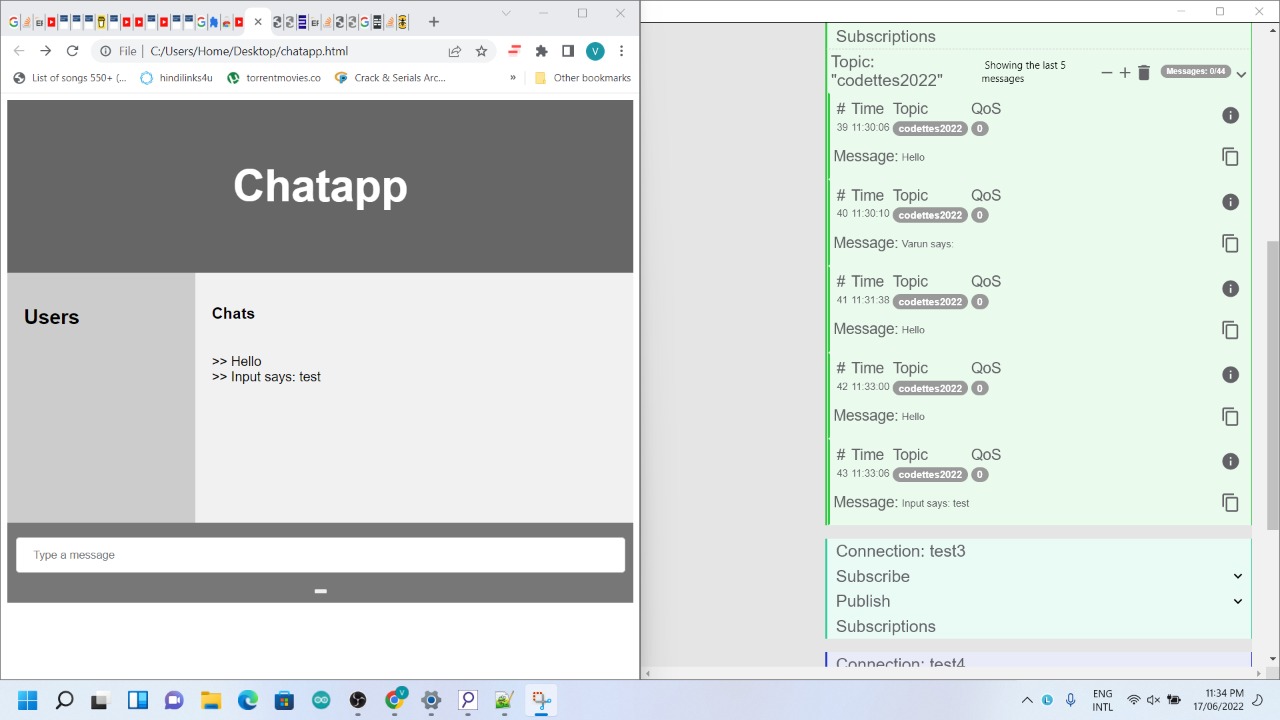 File
C:/Users/Home/Desktop/chatapp.html
V
List of songs 550+ (...
hindilinks4u
torrentmovies.co
Crack & Serials Arc...
»
Other bookmarks
Chatapp
Users
Chats
>> Hello
>> Input says: test
Type a message
Subscriptions
Topic:
"codettes2022"
Showing the last 5
messages
Messages: 0/44
# Time Topic QoS
39 11:30:06 codettes2022 0
Message: Hello
# Time Topic QoS
40 11:30:10 codettes2022 0
Message: Varun says:
# Time Topic QoS
41 11:31:38 codettes2022 0
Message: Hello
# Time Topic QoS
42 11:33:00 codettes2022 0
Message: Hello
# Time Topic QoS
43 11:33:06 codettes2022 0
Message: Input says: test
Connection: test3
Subscribe
Publish
Subscriptions
Connection: test4
ENG
INTL
11:34 PM
17/06/2022